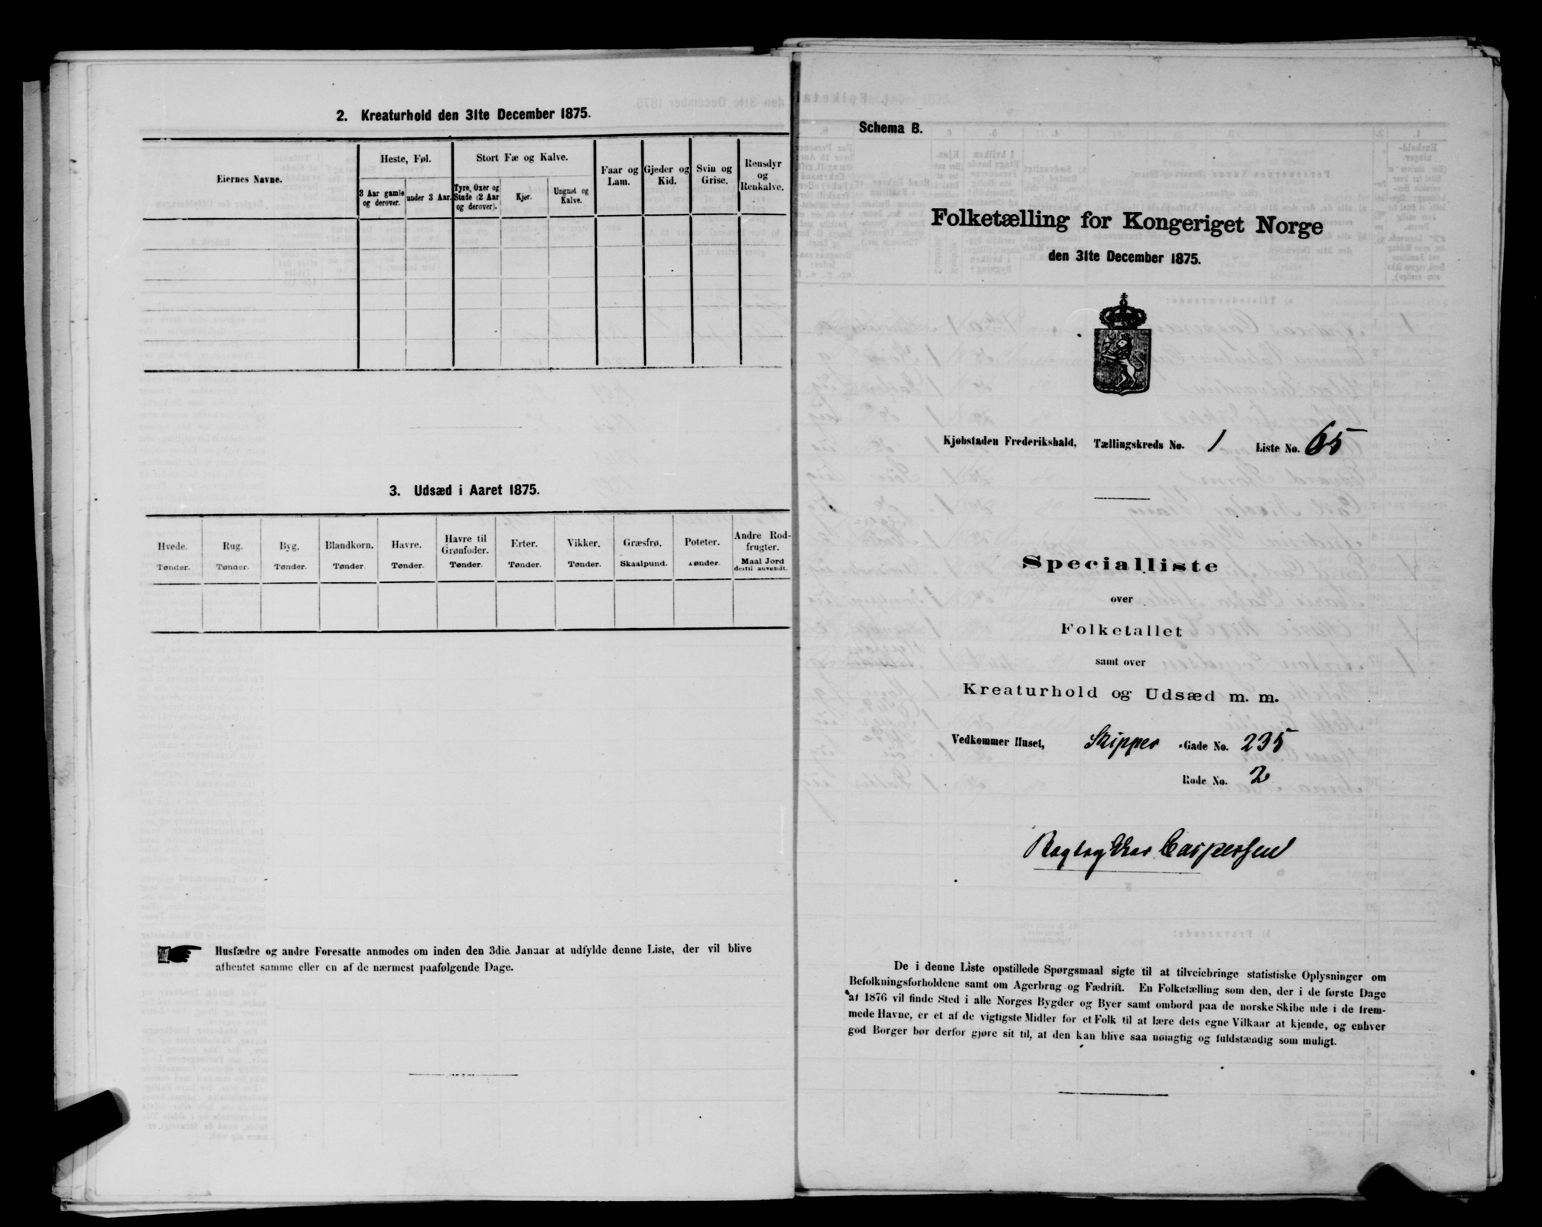 2. Kreaturhold den 31te December 1875.
Eiernes Navne.
Heste, Føl.
3 Aar gamle og derover.
under 3 Aar.
Stort Fæ og Kalve.
Tyre, Oxer og Stude (2 Aar og derover).
Kjør.
Ungnøt og Kalve.
Faar og Lam.
Gjeder og Kid.
Svin og Grise.
Rensdyr og Renkalve.
3. Udsæd i Aaret 1875.
Hvede. Rug. Byg. Blandkorn. Havre. Havre til Grønfoder. Erter. Vikker. Græsfrø. Poteter. Andre Rodfrugter.
Tønder. Tønder. Tønder. Tønder. Tønder. Tønder. Tønder. Tønder. Skaalpund. Tønder. Maal Jord dertil anvendt.
Husfædre og andre Foresatte anmodes om inden den 3die Januar at udfylde denne Liste, der vil blive
afhentet samme eller en af de nærmest paafølgende Dage.
Schema B.
Folketælling for Kongeriget Norge
den 31te December 1875.
Kjøbstaden Frederikshald, Tællingskreds No. 1 Liste No. 65
Specialliste
over
Folketallet
samt over
Kreaturhold og Udsæd m. m.
Vedkommer Huset, Skipper Gade No. 235
Rode No. 2
Caspersen
De i denne Liste opstillede Spørgsmaal sigte til at tilveiebringe statistiske Oplysninger om
Befolkningsforholdene samt om Agerbrug og Fædrift. En Folketælling som den, der i de første Dage
af 1876 vil finde Sted i alle Norges Bygder og Byer samt ombord paa de norske Skibe ude i de frem-
mede Havne, er et af de vigtigste Midler for et Folk til at lære dets egne Vilkaar at kjende, og enhver
god Borger bør derfor gjøre sit til, at den kan blive saa nøiagtig og fuldstændig som muligt.